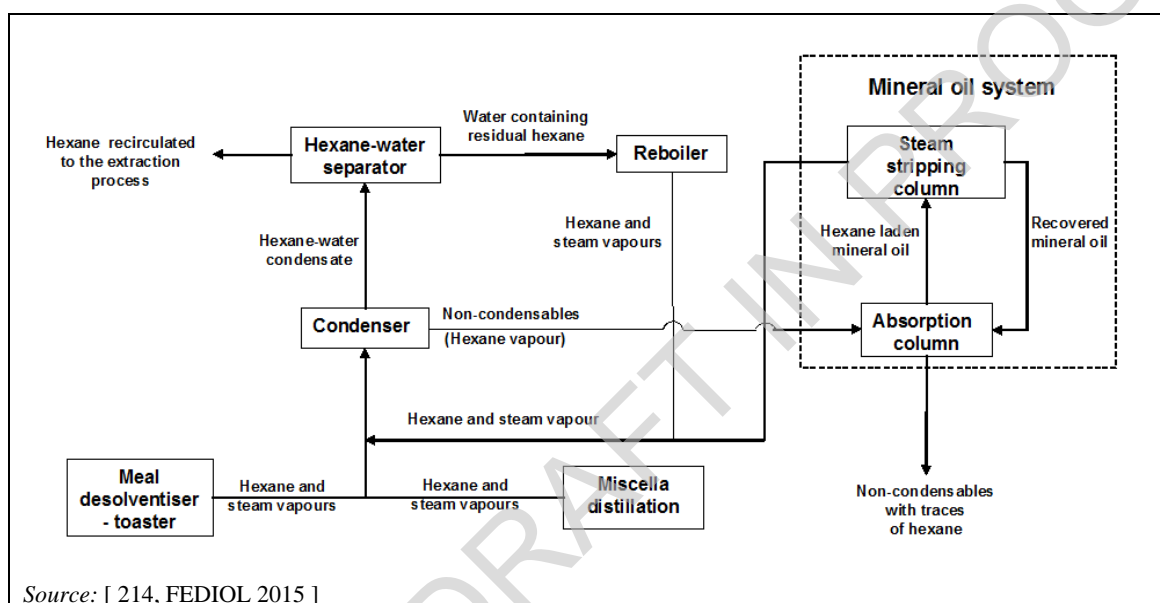 Mineral oil system
Water containing
residual hexane
Hexane recirculated
to the extraction
process
Hexane-water
separator
Reboiler
Steam
stripping
column
Hexane-water
condensate
Hexane and
steam vapours
Hexane laden
mineral oil
Recovered
mineral oil
Condenser
Non-condensables
(Hexane vapour)
Absorption
column
Hexane and steam vapour
Meal
desolventiser
- toaster
Hexane and
steam vapours
Hexane and
steam vapours
Miscella
distillation
Non-condensables
with traces
of hexane
Source: [ 214, FEDIOL 2015 ]
DRAFT IN PROG